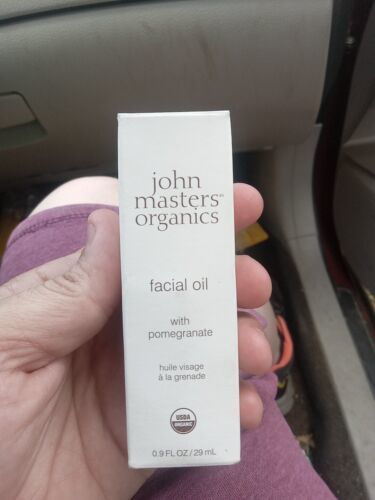 john
masters
organics
facial oil
with
pomegranate
huile visage
à la grenade
USDA
ORGANIC
0.9 FL OZ / 29 mL